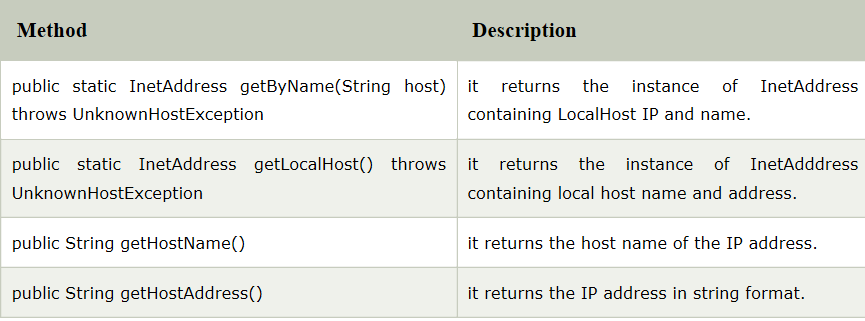 Method Description
public static InetAddress getByName(String host)
throws UnknownHostException
it returns the instance of InetAddress
containing LocalHost IP and name.
public static InetAddress getLocalHost() throws
UnknownHostException
it returns the instance of InetAdddress
containing local host name and address.
public String getHostName()
it returns the host name of the IP address.
public String getHostAddress()
it returns the IP address in string format.